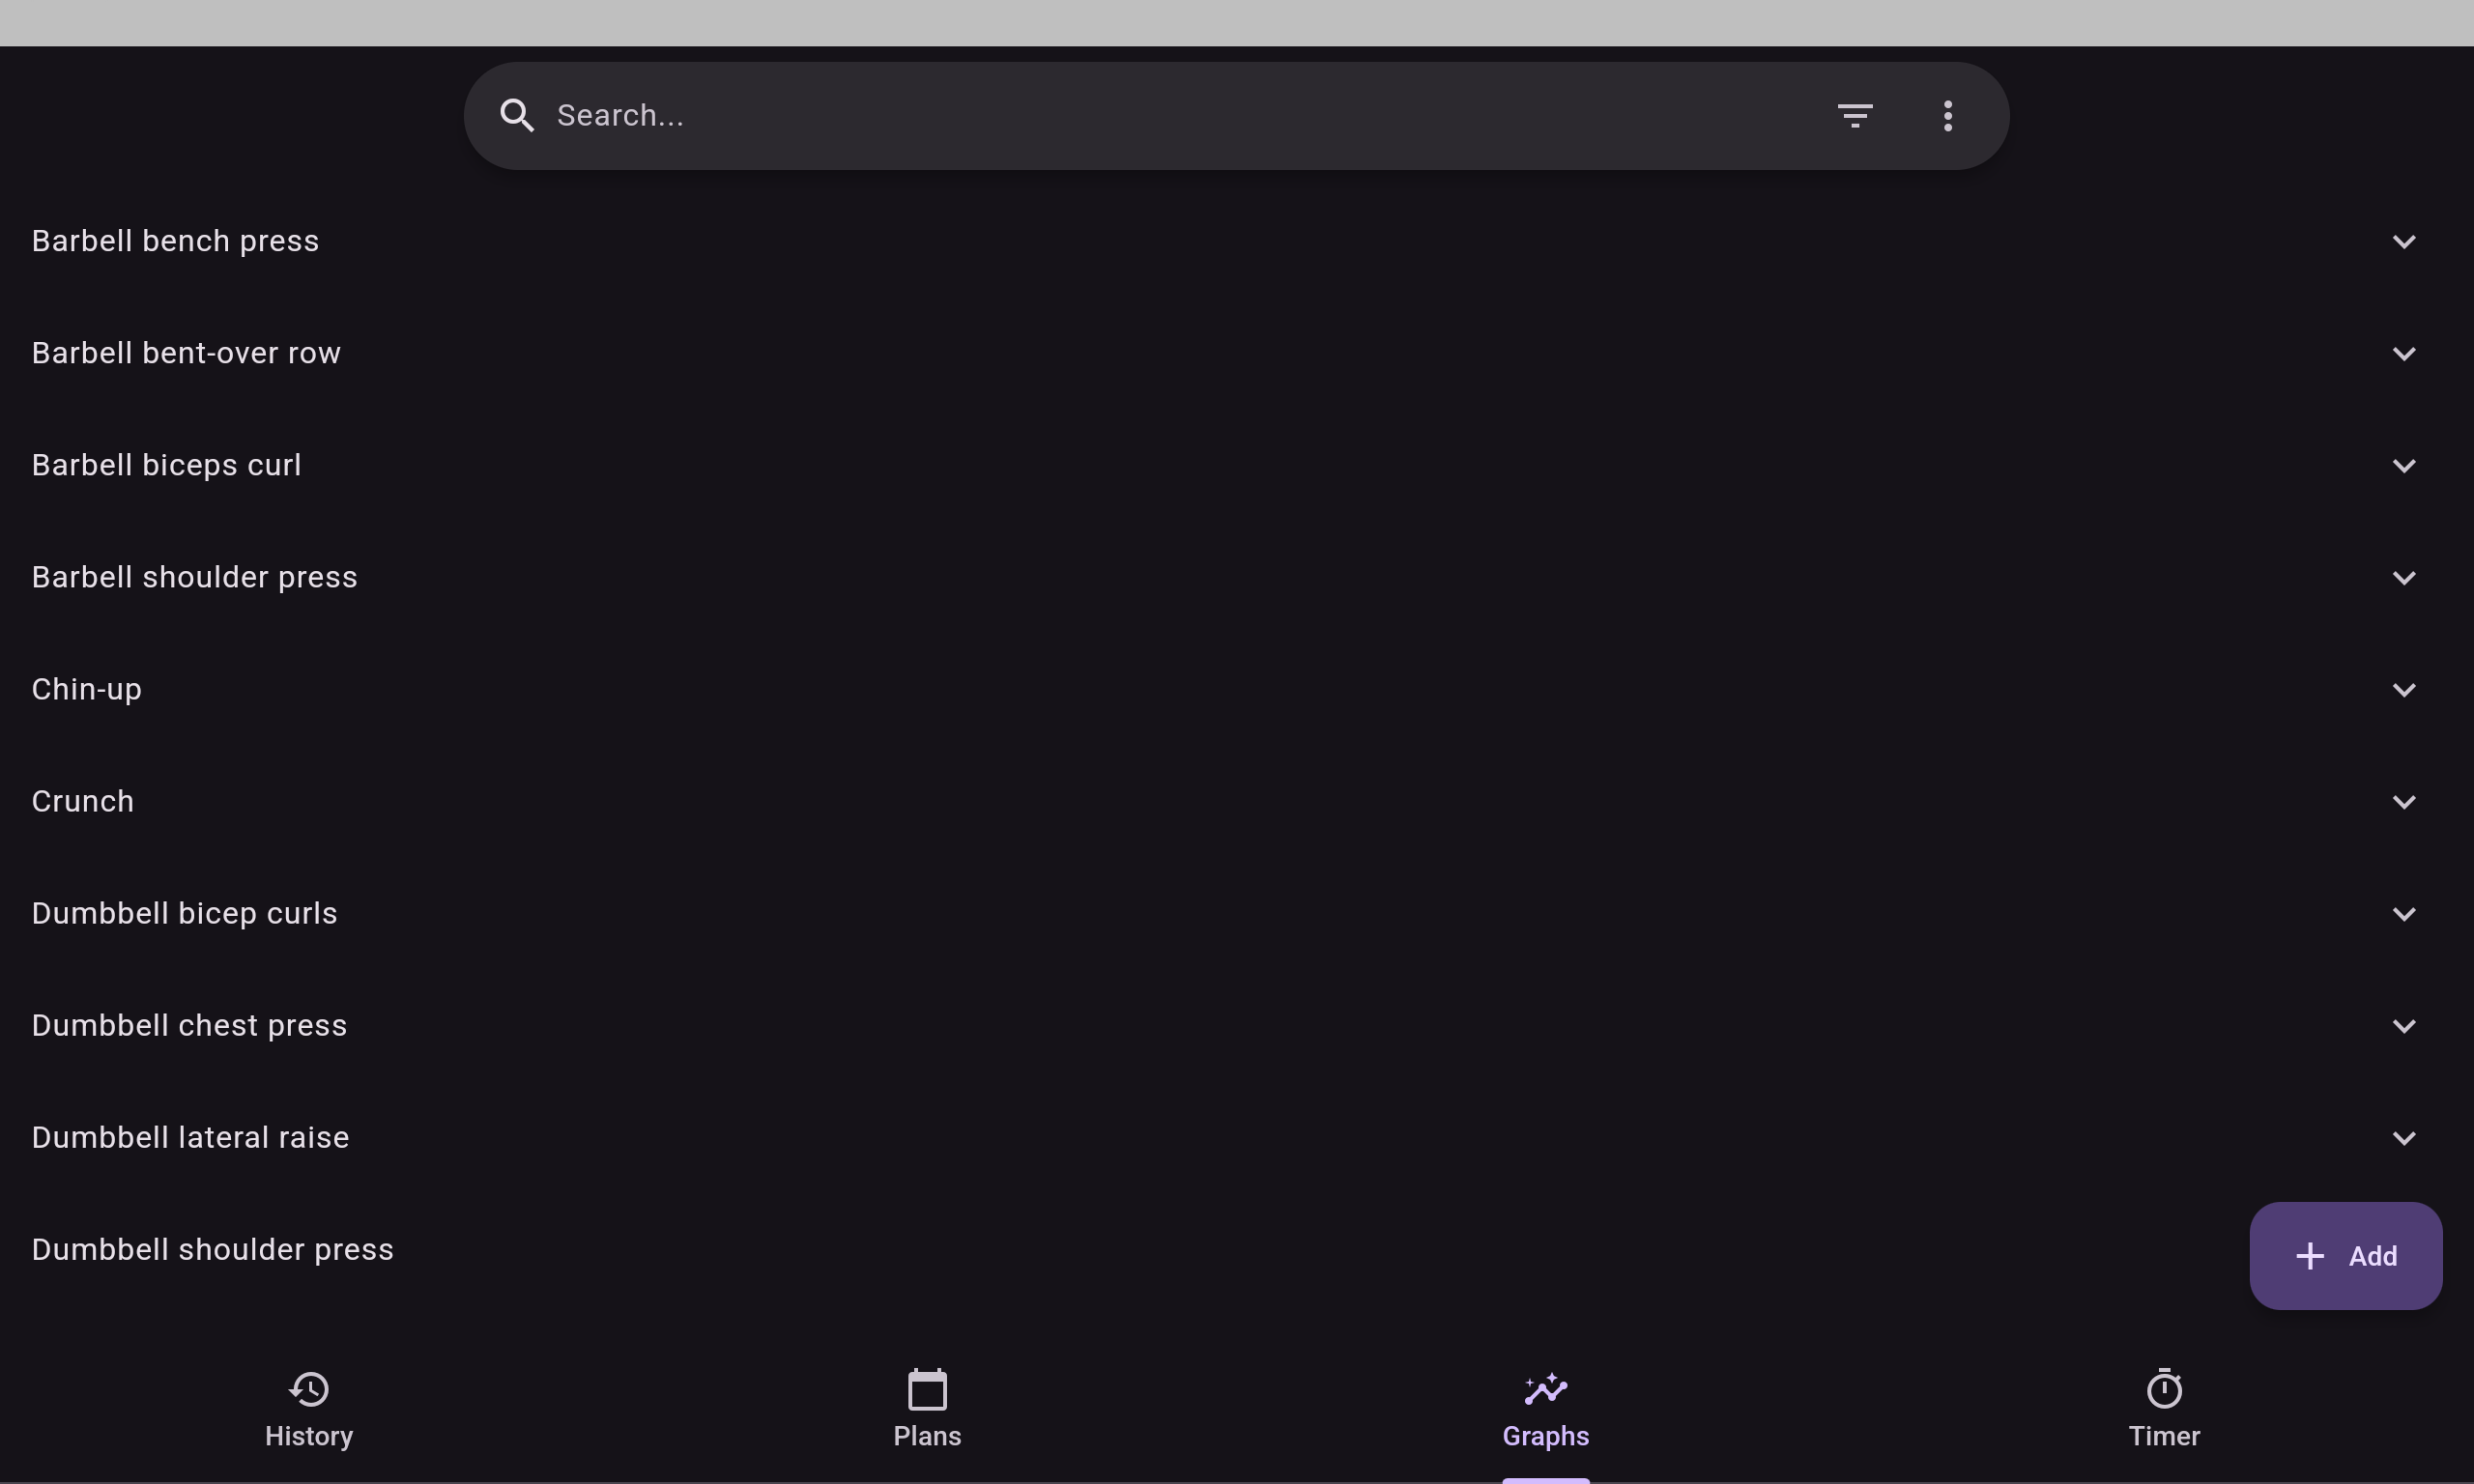 Search...
Barbell bench press
Barbell bent-over row
Barbell biceps curl
Barbell shoulder press
Chin-up
Crunch
Dumbbell bicep curls
Dumbbell chest press
Dumbbell lateral raise
Dumbbell shoulder press
Add
History
Plans
Graphs
Timer